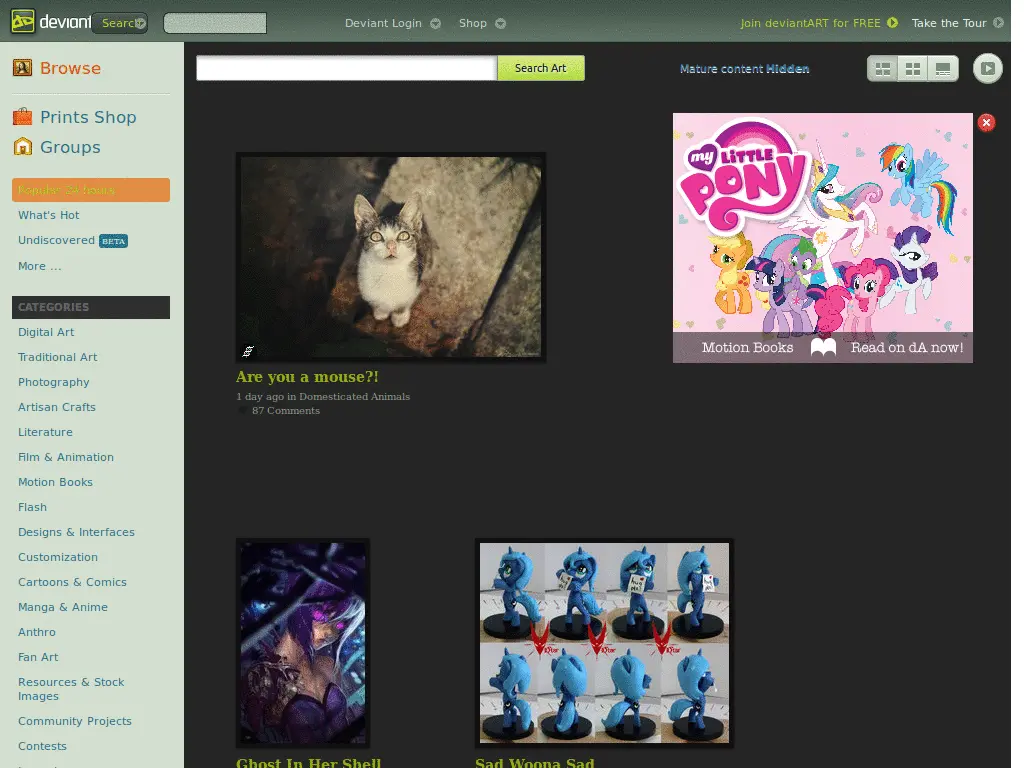 deviant
Search
Deviant Login
Shop
Join deviantART for FREE
Take the Tour
Browse
Prints Shop
Groups
Popular 24 hours
What's Hot
Undiscovered BETA
More ...
CATEGORIES
Digital Art
Traditional Art
Photography
Artisan Crafts
Literature
Film & Animation
Motion Books
Flash
Designs & Interfaces
Customization
Cartoons & Comics
Manga & Anime
Anthro
Fan Art
Resources & Stock
Images
Community Projects
Contests
Search Art
Mature content Hidden
my LiTTLE
PONY
Motion Books
Read on dA now!
Are you a mouse?!
1 day ago in Domesticated Animals
87 Comments
Ghost In Her Shell
Sad Woona Sad